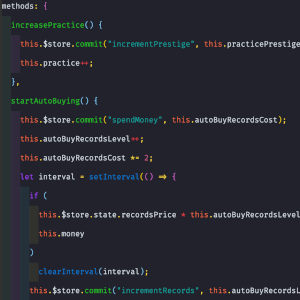 methods: {
increasePractice() {
this.$store.commit("incrementPrestige", this.practicePrestige
this.practice++;
},
startAutoBuying() {
this.$store.commit("spendMoney", this.autoBuyRecordsCost);
this.autoBuyRecordsLevel++;
this.autoBuyRecordsCost *= 2;
let interval = setInterval(() => {
if (
this.$store.state.recordsPrice * this.autoBuyRecordsLevel
this.money
)
clearInterval(interval);
this.$store.commit("incrementRecords", this.autoBuyRecordsL